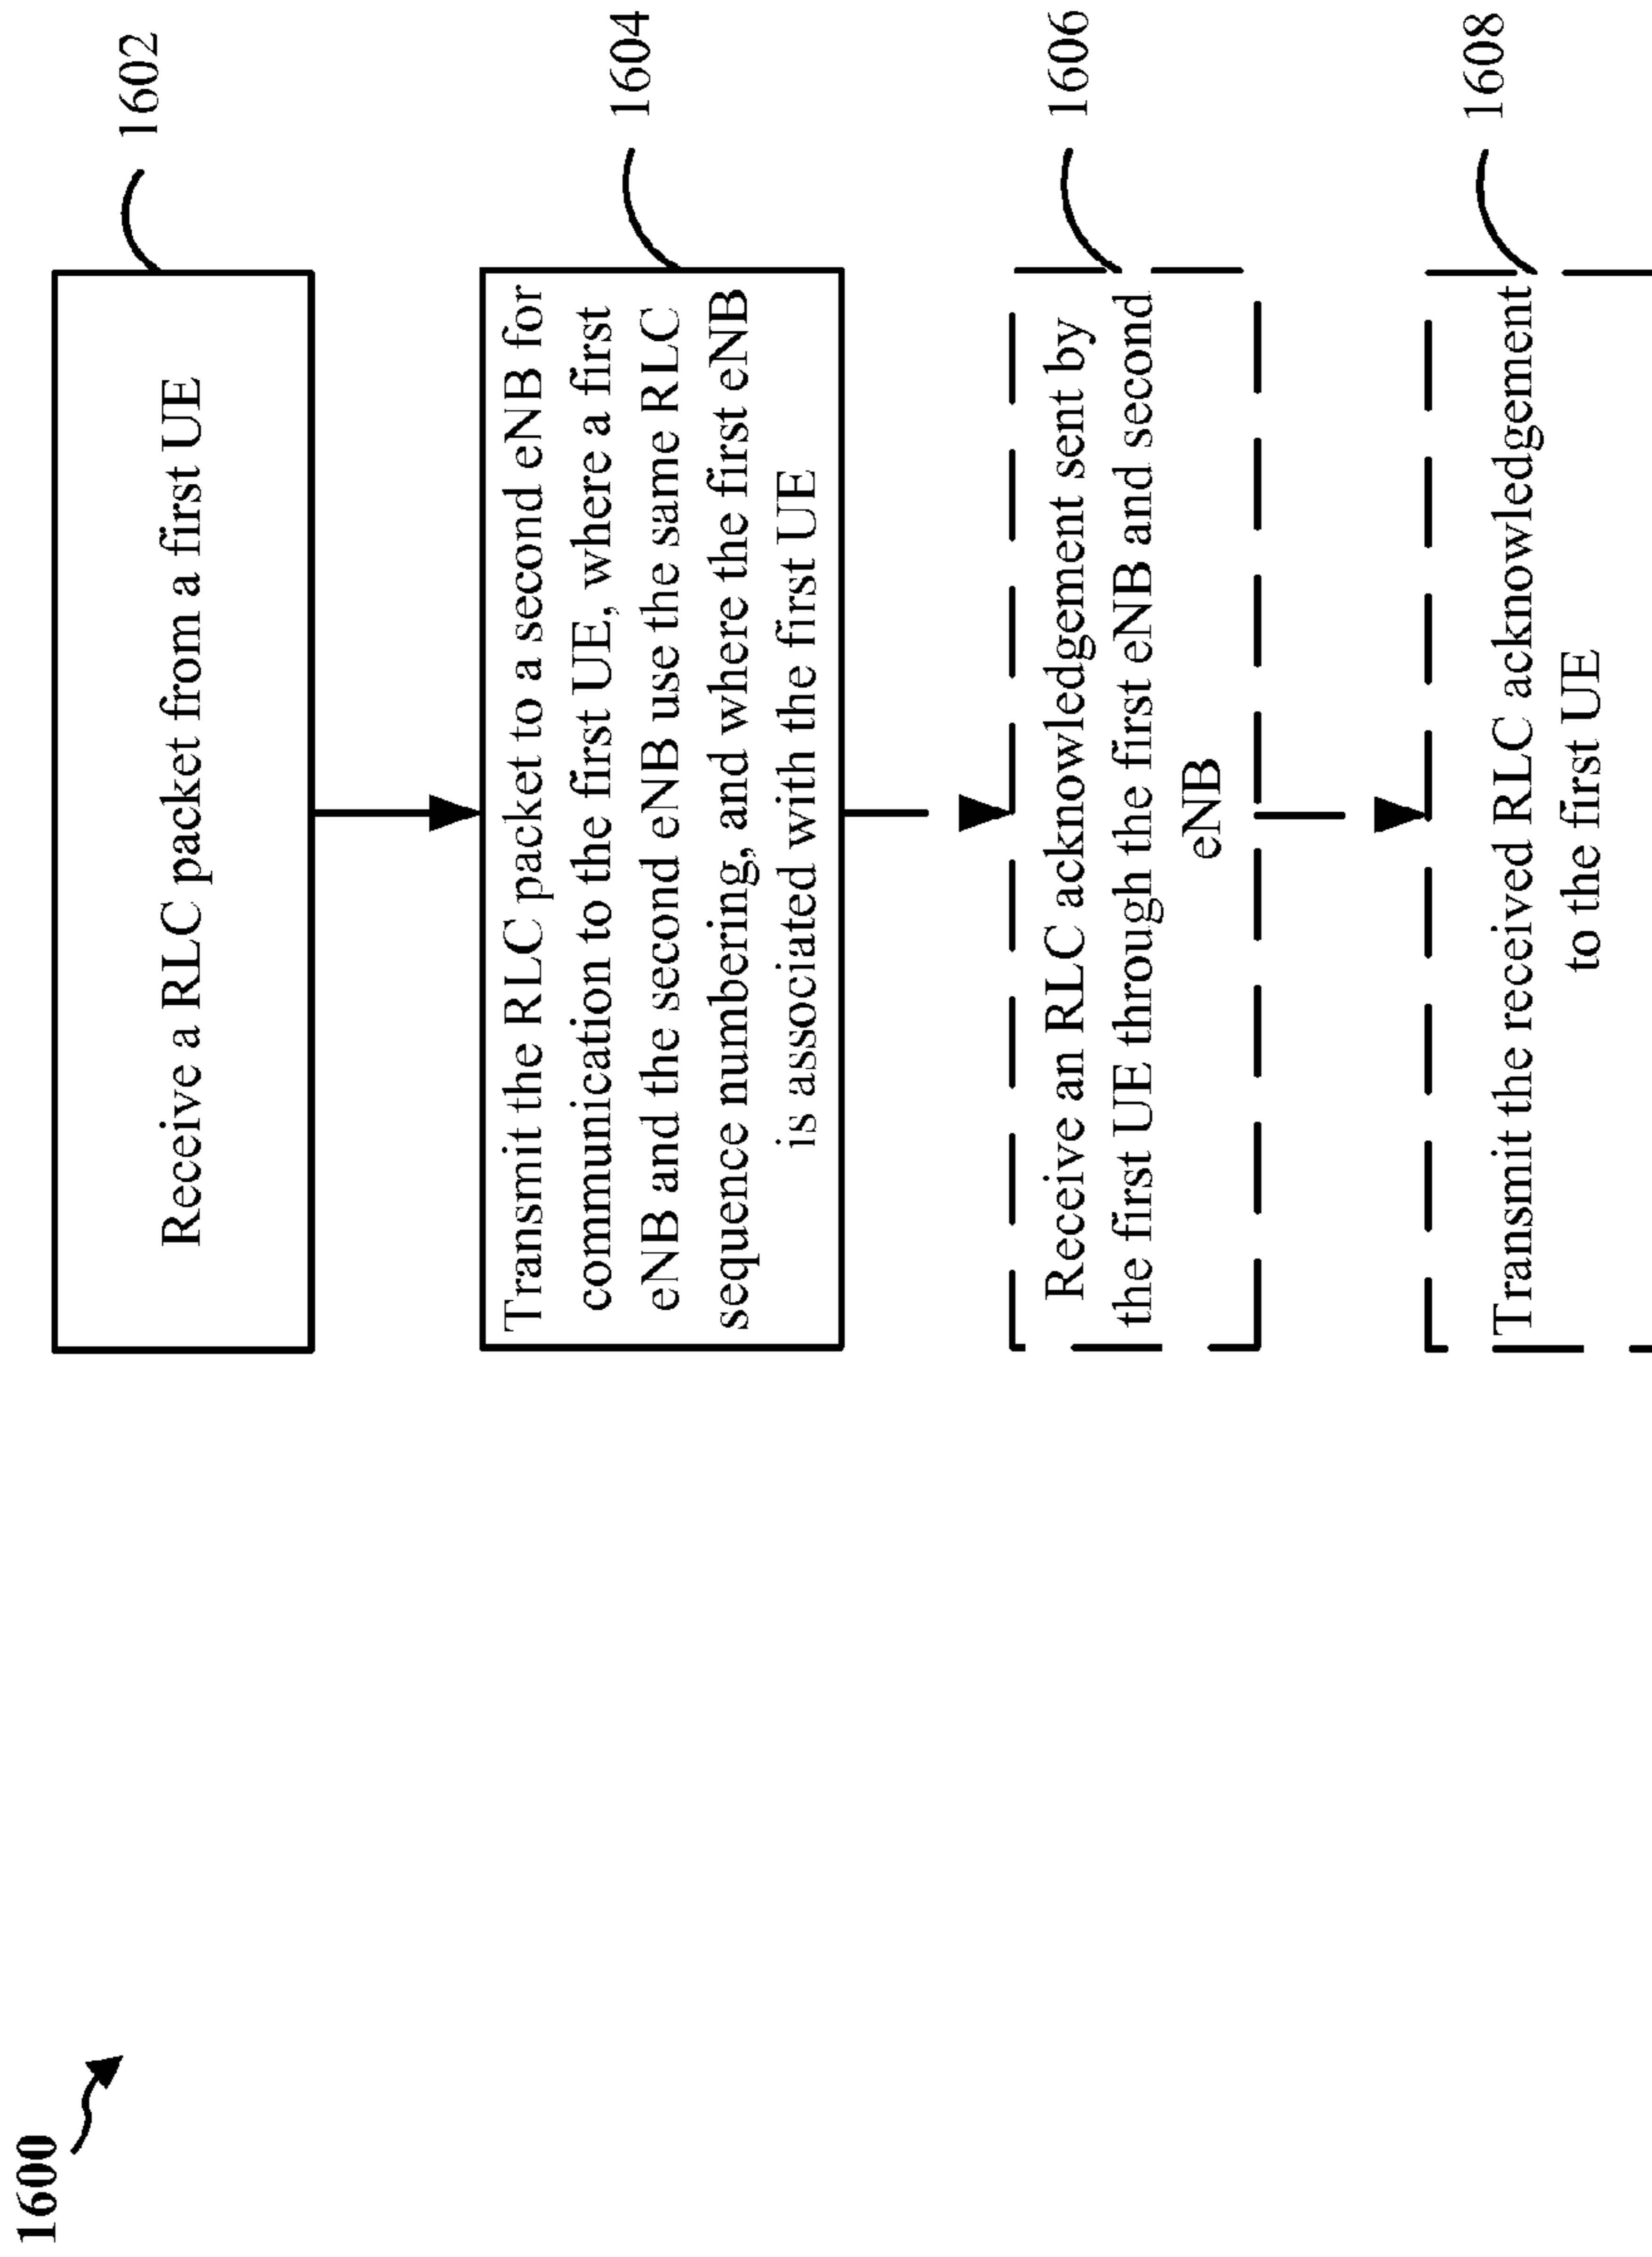 1600
Receive a RLC packet from a first UE
1602
Transmit the RLC packet to a second eNB for
communication to the first UE, where a first
eNB and the second eNB use the same RLC
sequence numbering, and where the first eNB
is associated with the first UE
1604
Receive an RLC acknowledgement sent by
the first UE through the first eNB and second
eNB
1606
Transmit the received RLC acknowledgement
to the first UE
1608